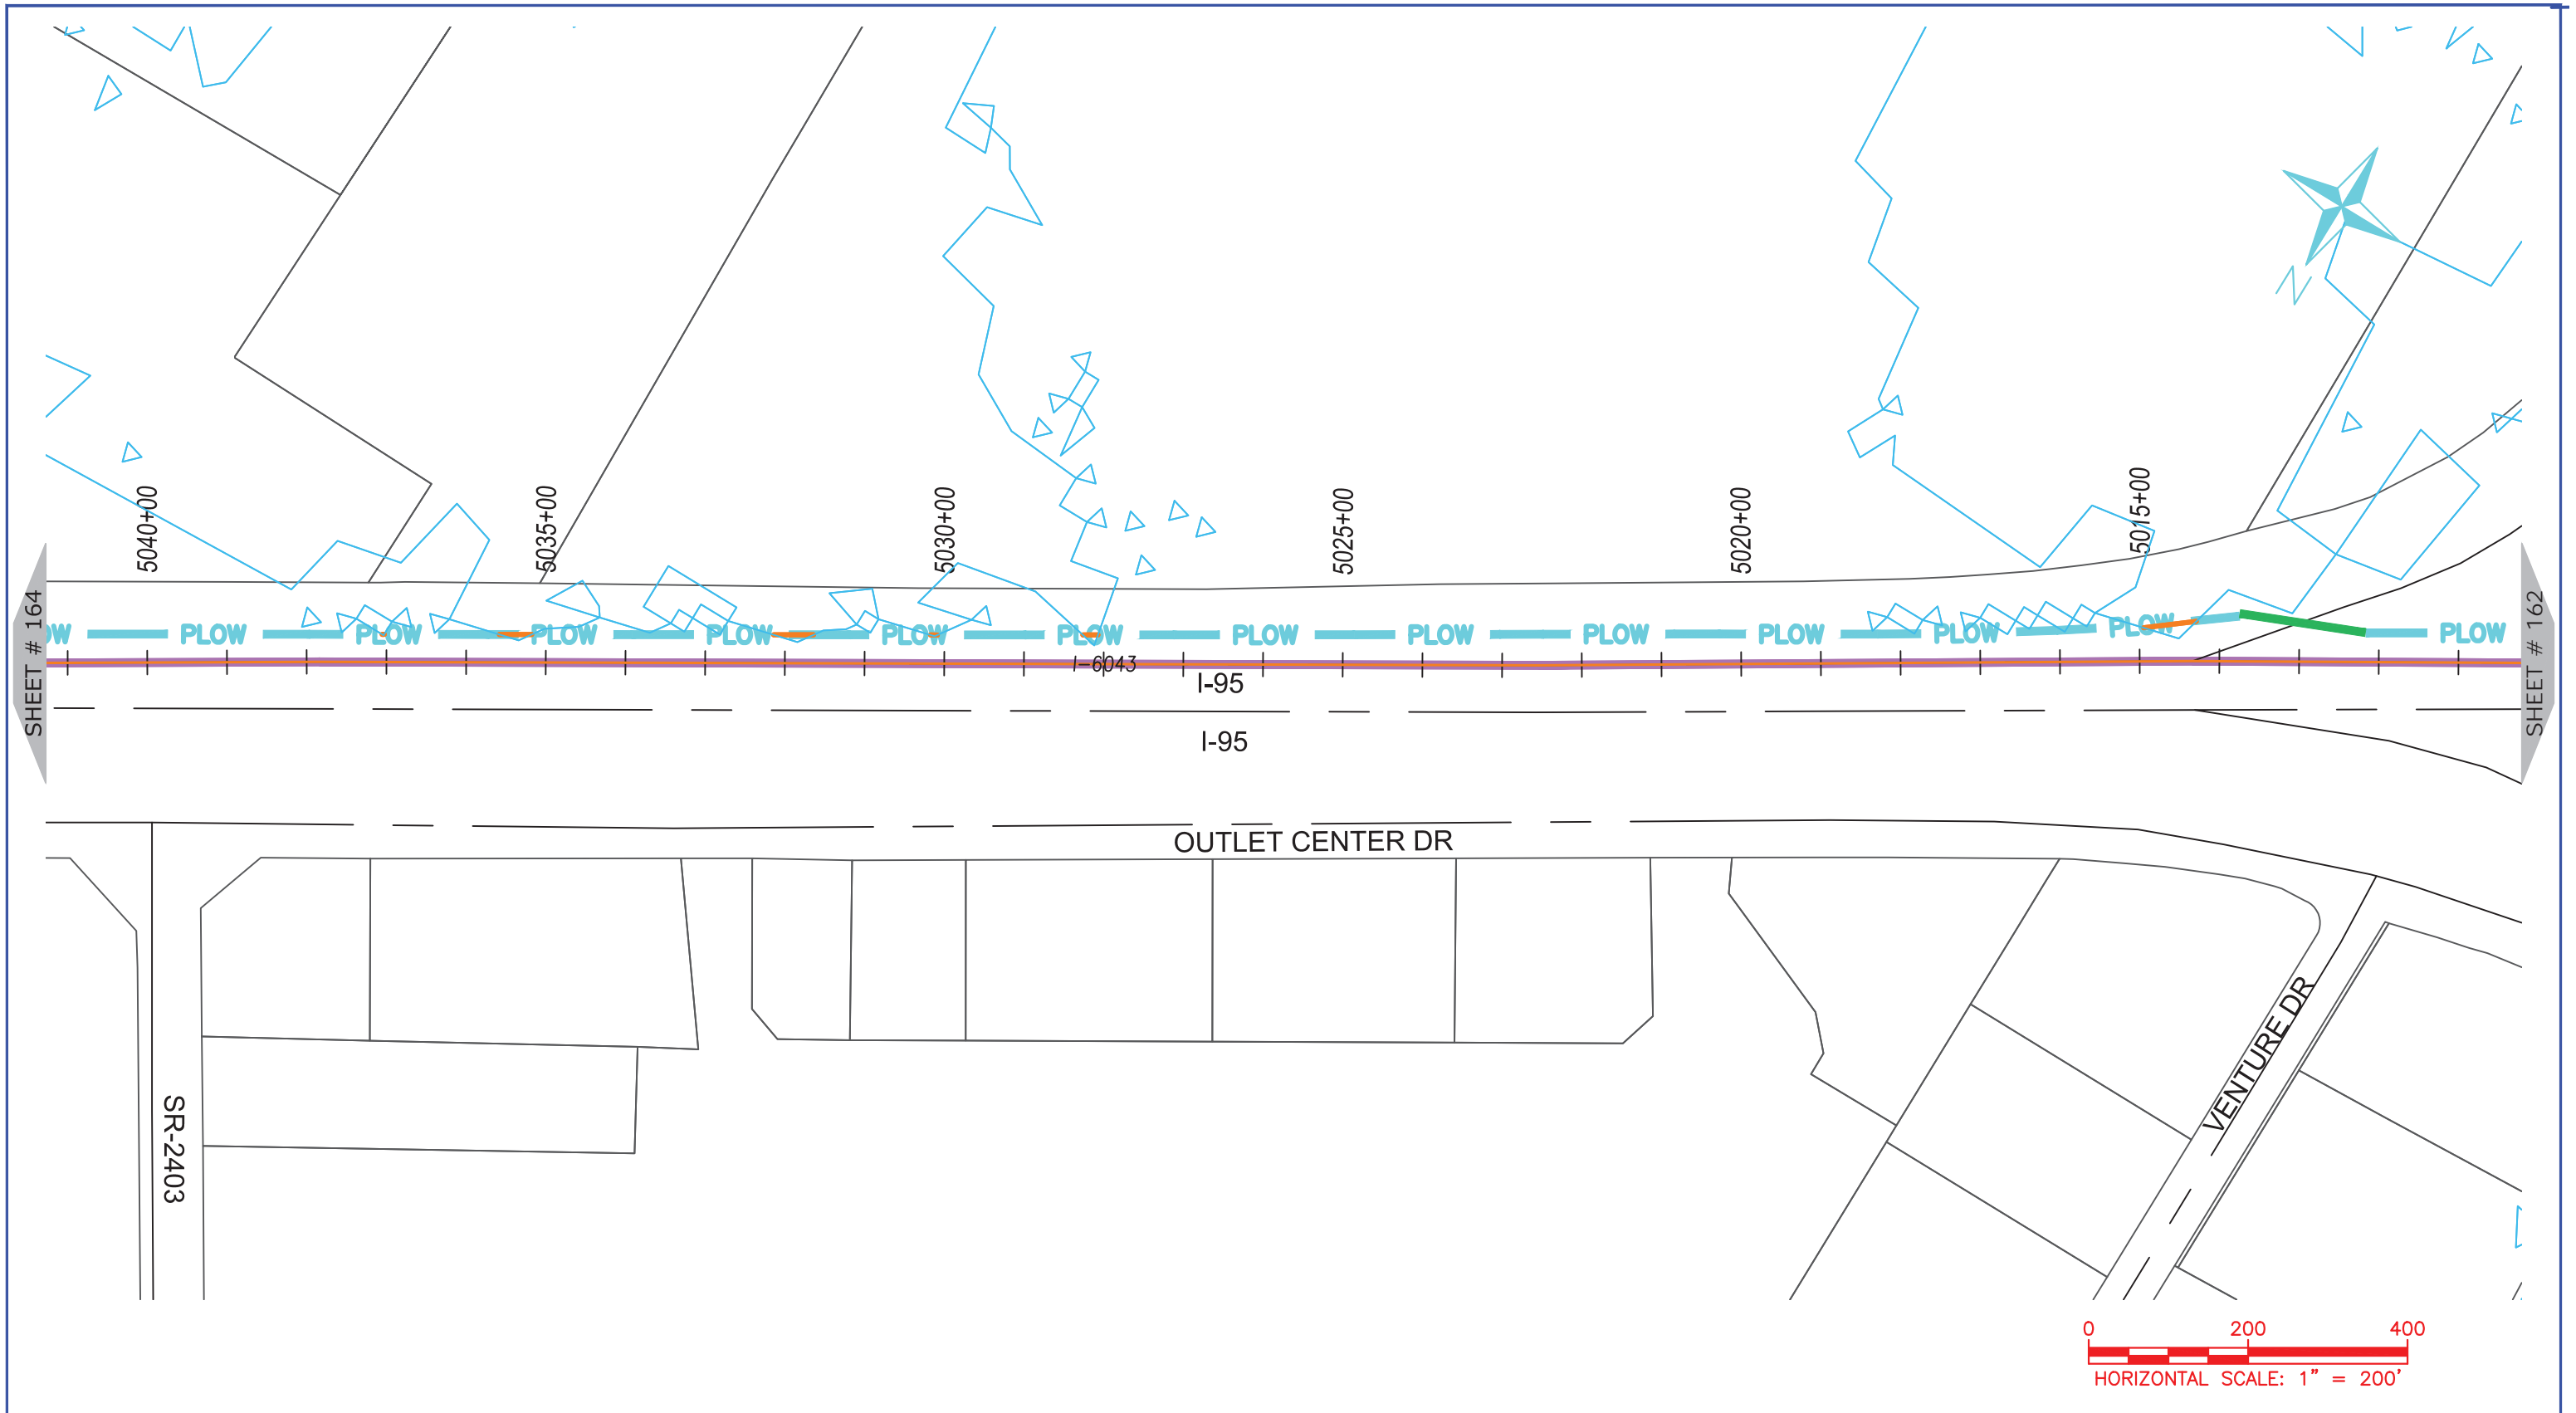 N
5040+00
5035+00
5030+00
5025+00
5020+00
5015+00
SHEET # 164
OW PLOW PLOW PLOW PLOW PLOW PLOW PLOW PLOW PLOW PLOW PLOW PLOW PLOW PLOW
SHEET # 162
I-6043
I-95
I-95
OUTLET CENTER DR
SR-2403
VENTURE DR
0 200 400
HORIZONTAL SCALE: 1” = 200’